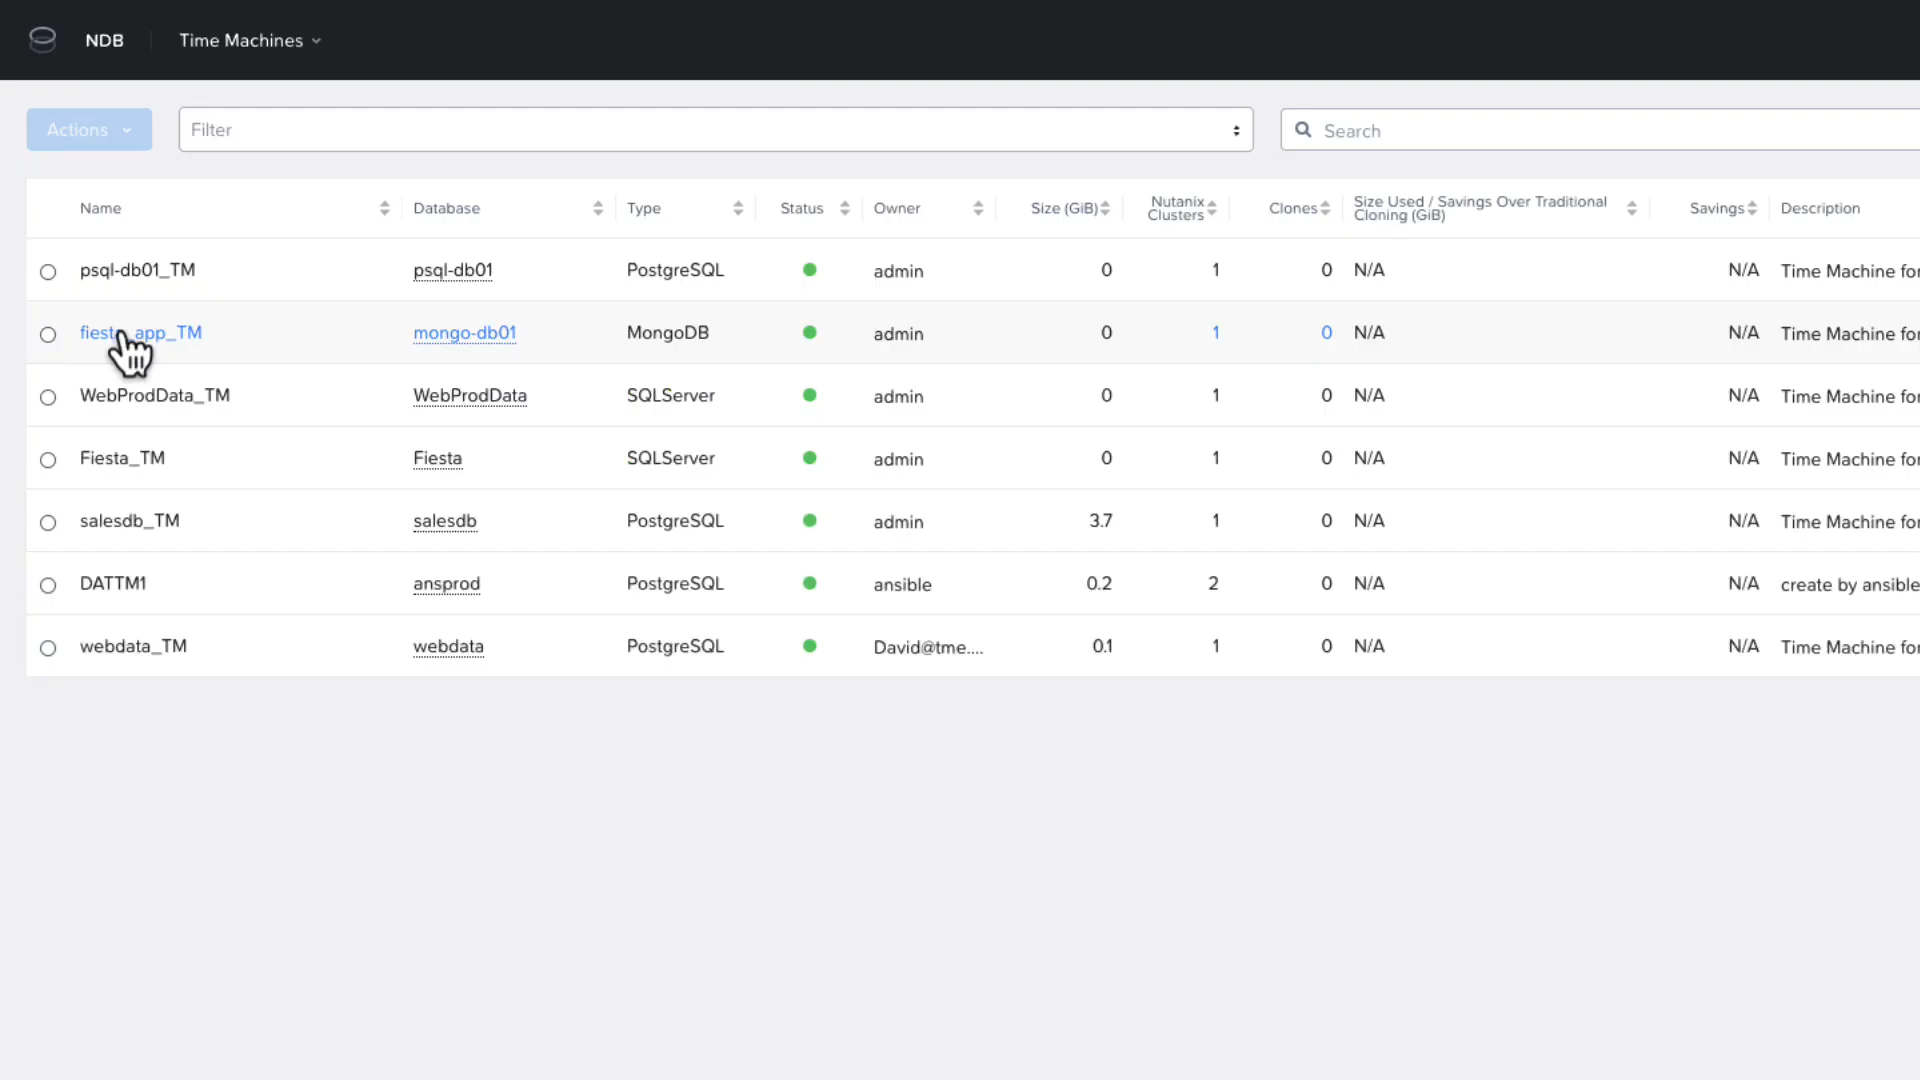 NDB Time Machines
Actions Filter Search
Name Database Type Status Owner Size (GiB) Nutanix Clusters Clones Size Used / Savings Over Traditional Cloning (GiB) Savings Description
psql-db01_TM psql-db01 PostgreSQL admin 0 1 0 N/A N/A Time Machine for
fiesta_app_TM mongo-db01 MongoDB admin 0 1 0 N/A N/A Time Machine for
WebProdData_TM WebProdData SQLServer admin 0 1 0 N/A N/A Time Machine for
Fiesta_TM Fiesta SQLServer admin 0 1 0 N/A N/A Time Machine for
salesdb_TM salesdb PostgreSQL admin 3.7 1 0 N/A N/A Time Machine for
DATTM1 ansprod PostgreSQL ansible 0.2 2 0 N/A N/A create by ansible
webdata_TM webdata PostgreSQL David@tme.... 0.1 1 0 N/A N/A Time Machine for